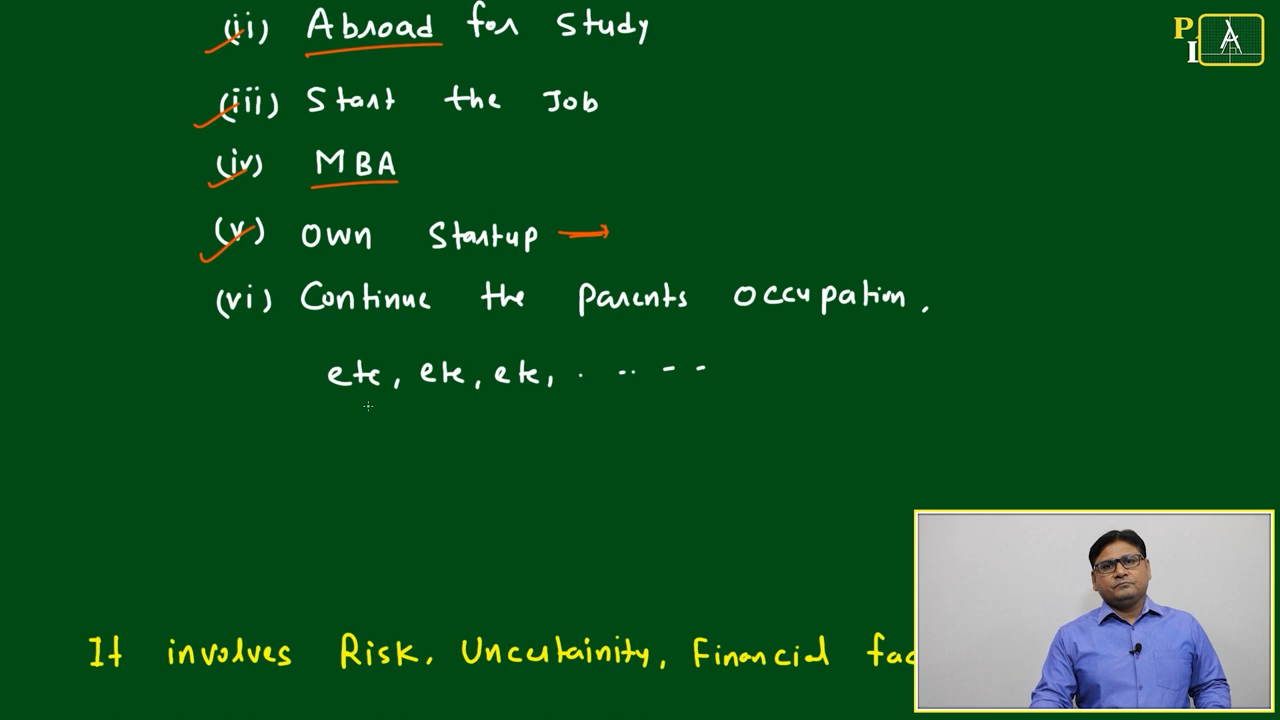 (ii) Abroad for Study
(iii) Start the Job
(iv) MBA
(v) Own Startup →
(vi) Continue the Parents Occupation.
etc, etc, etc, . .. - -
It involves Risk, Uncertainity, Financial fac